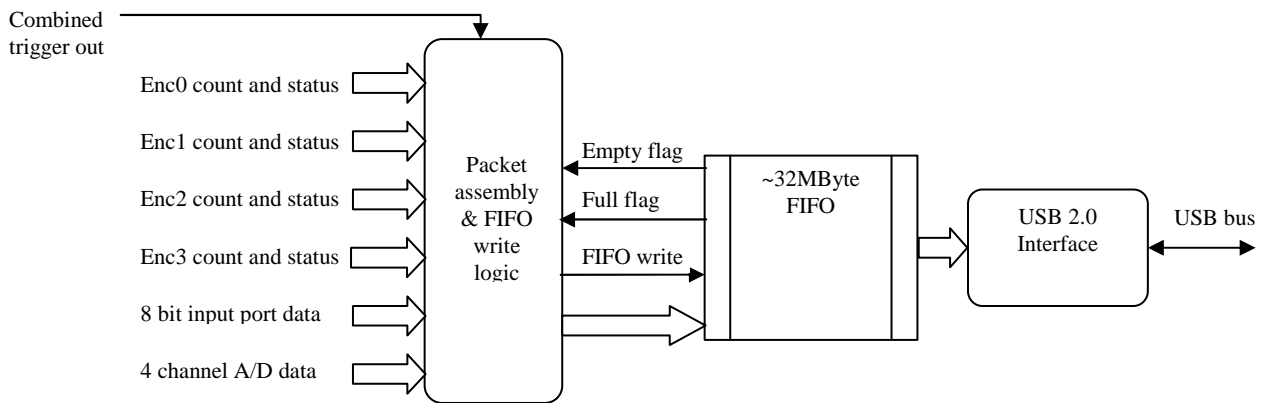 Combined
trigger out
Enc0 count and status
Enc1 count and status
Enc2 count and status
Enc3 count and status
8 bit input port data
4 channel A/D data
Packet
assembly
& FIFO
write
logic
Empty flag
Full flag
FIFO write
~32MByte
FIFO
USB 2.0
Interface
USB bus